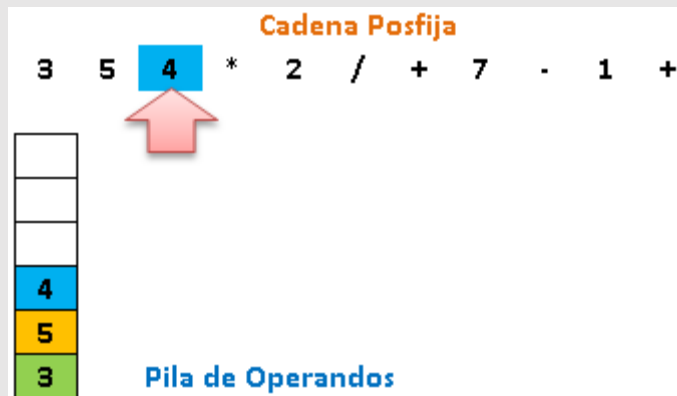 Cadena Posfija
3 5 4 * 2 / + 7 - 1 +
4
5
3 Pila de Operandos